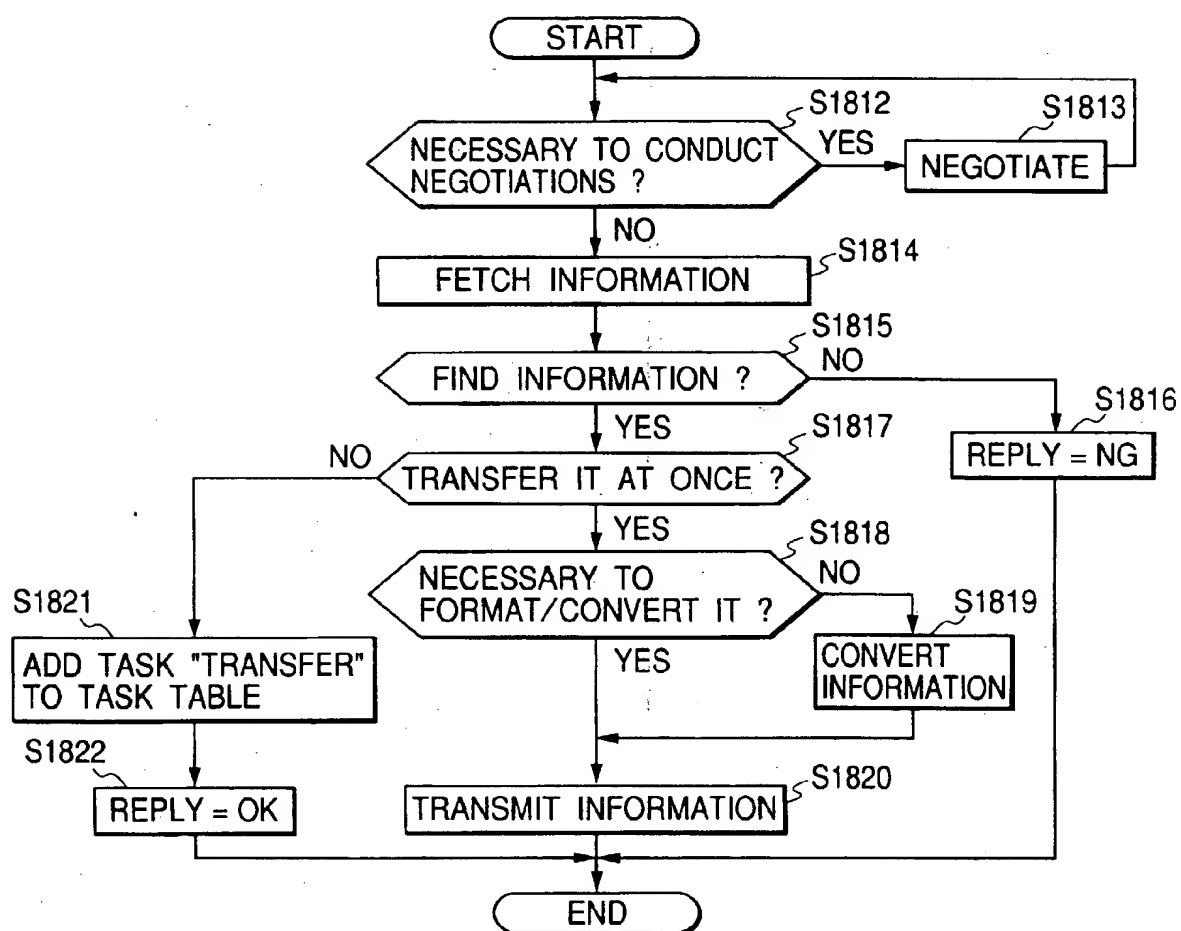 START
S1812
S1813
NECESSARY TO CONDUCT
NEGOTIATIONS ?
YES
NEGOTIATE
NO
S1814
FETCH INFORMATION
S1815
FIND INFORMATION ?
NO
S1816
YES
S1817
REPLY = NG
NO
TRANSFER IT AT ONCE ?
YES
S1818
NECESSARY TO
FORMAT/CONVERT IT ?
NO
S1821
S1819
ADD TASK "TRANSFER"
TO TASK TABLE
YES
CONVERT
INFORMATION
S1822
S1820
REPLY = OK
TRANSMIT INFORMATION
END